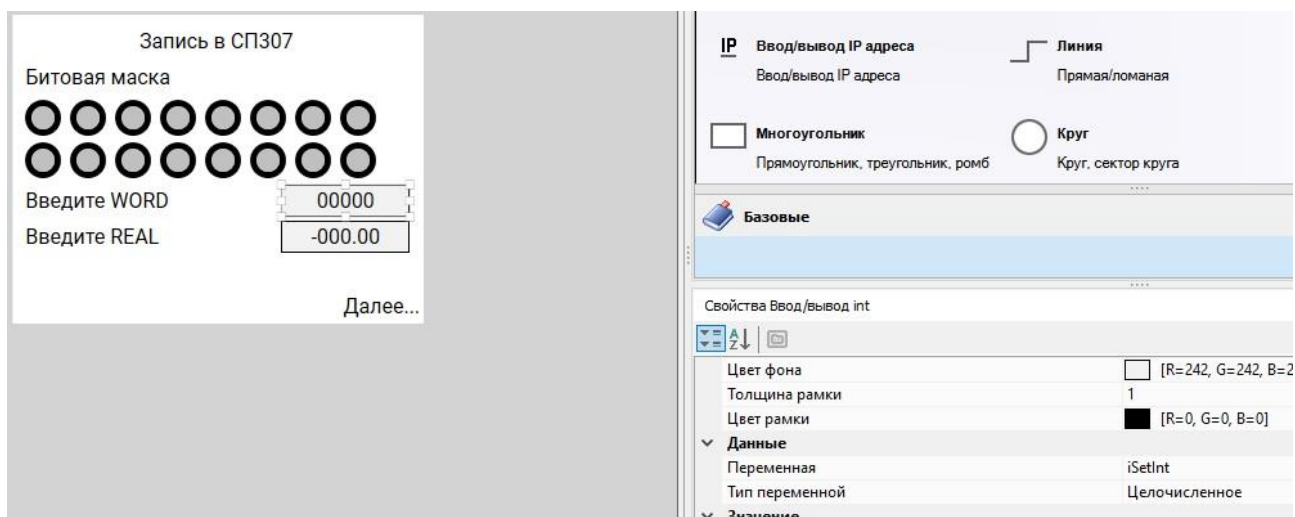 Запись в СП307
Битовая маска
Введите WORD 00000
Введите REAL -000.00
Далее...
IP Ввод/вывод IP адреса
Ввод/вывод IP адреса
Линия
Прямая/ломаная
Многоугольник
Прямоугольник, треугольник, ромб
Круг
Круг, сектор круга
Базовые
Свойства Ввод/вывод int
Цвет фона [R=242, G=242, B=2
Толщина рамки 1
Цвет рамки [R=0, G=0, B=0]
Данные
Переменная iSetInt
Тип переменной Целочисленное
Значение